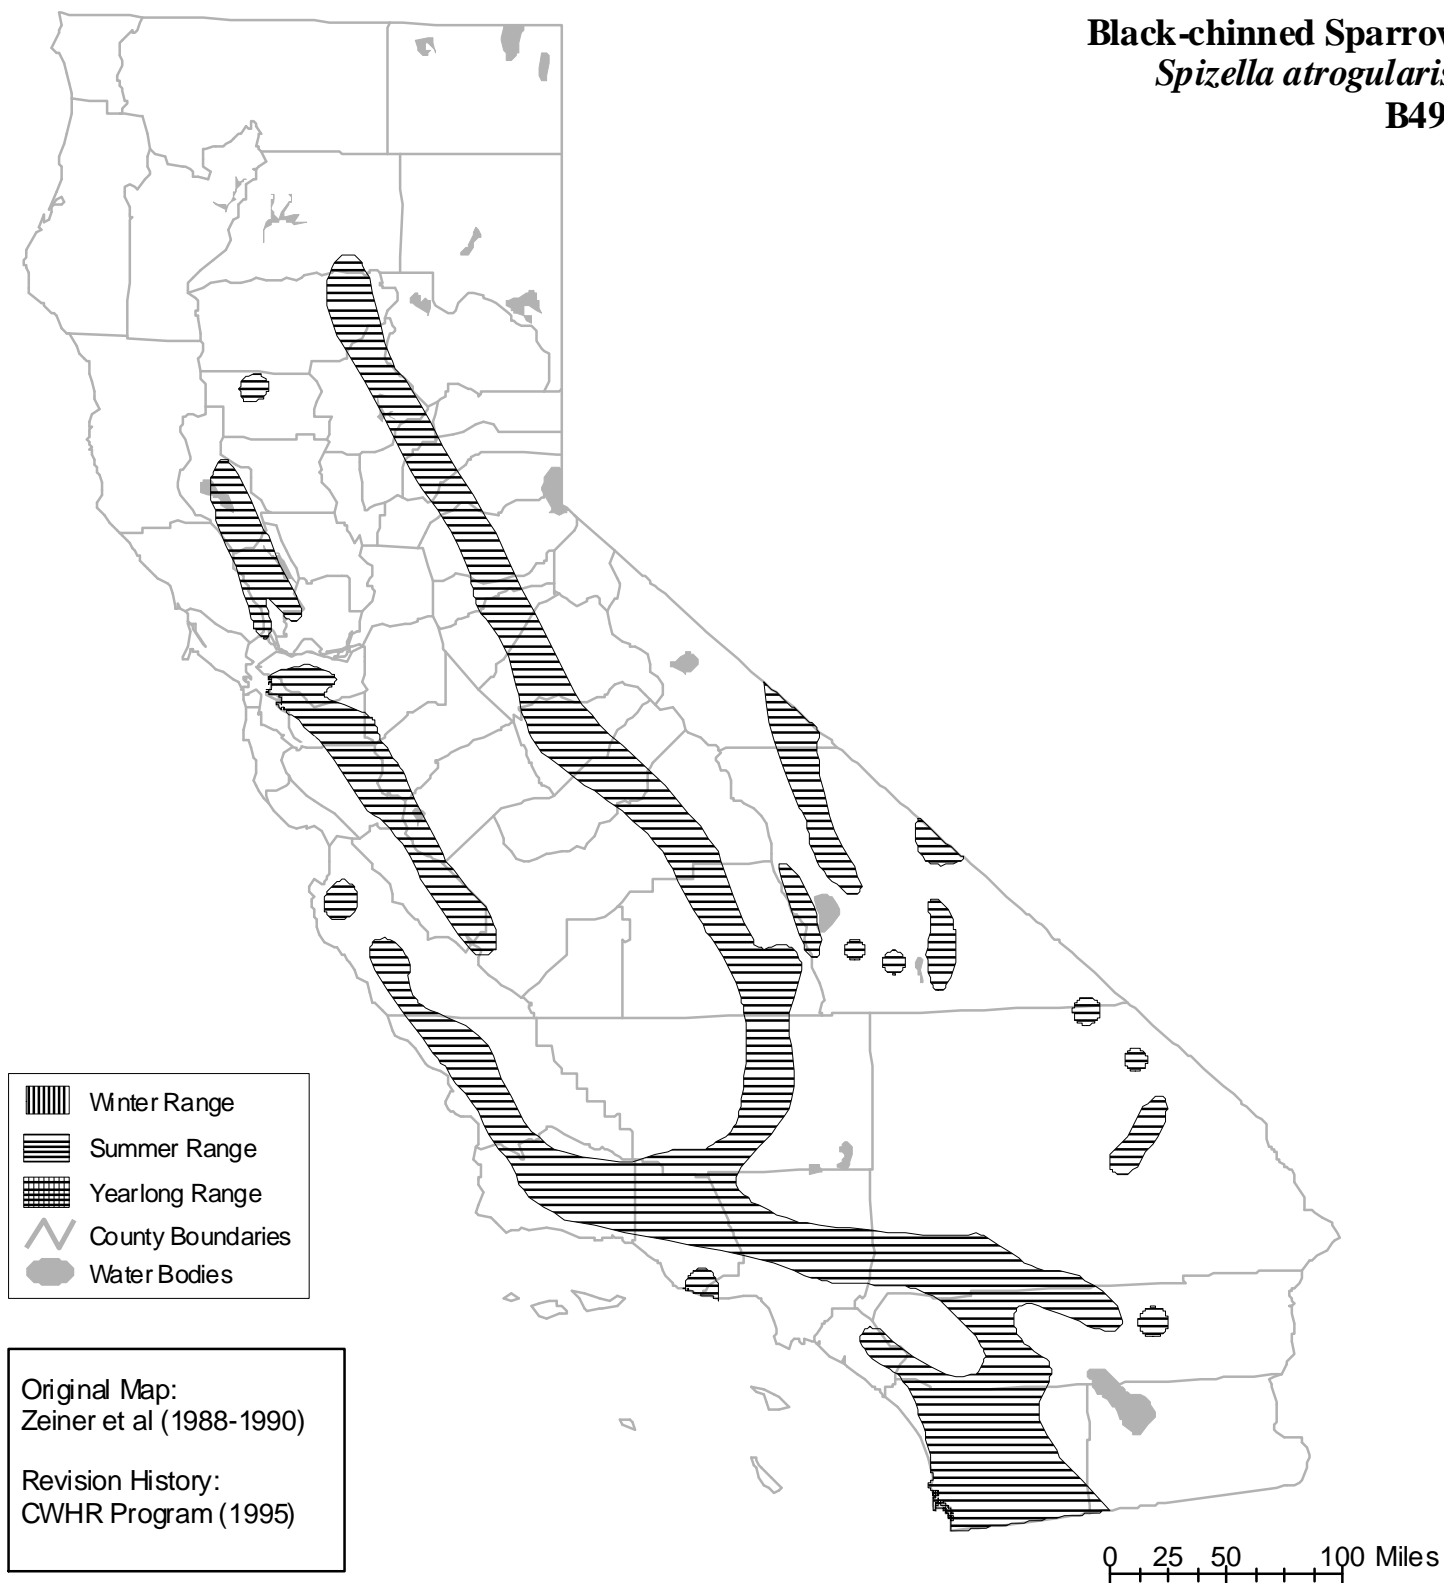 Black-chinned Sparrow
Spizella atrogularis
B49
Winter Range
Summer Range
Yearlong Range
County Boundaries
Water Bodies
Original Map:
Zeiner et al (1988-1990)
Revision History:
CWHR Program (1995)
0 25 50 100 Miles